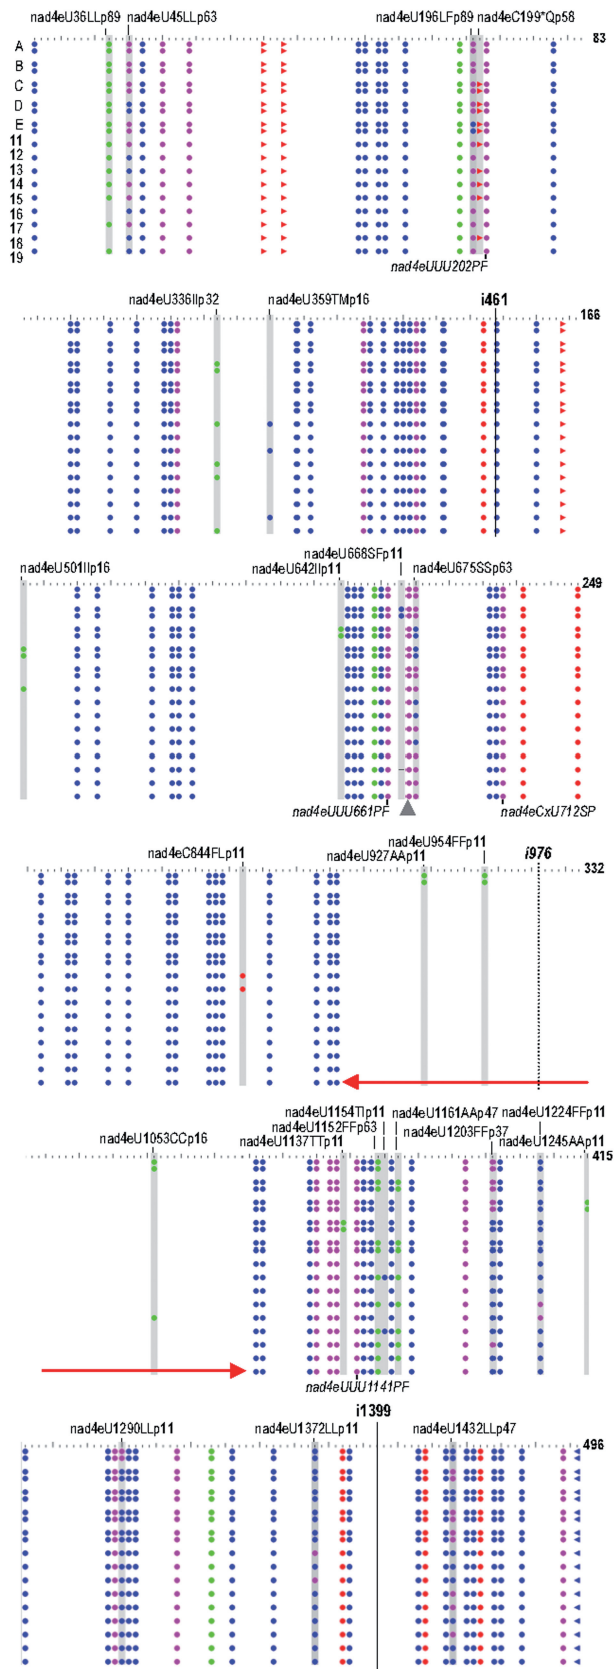 nad4eU36LLp89 nad4eU45LLp63 nad4eU196LFp89 nad4eC199*Qp58
83
A
B
C
D
E
11
12
13
14
15
16
17
18
19
nad4eUUU202PF
nad4eU336IIp32 nad4eU359TMp16 i461
166
nad4eU668SFp11
nad4eU501IIp16 nad4eU642IIp11 nad4eU675SSp63
249
nad4eUUU661PF nad4eCxU712SP
nad4eU954FFp11
nad4eC844FLp11 nad4eU927AAp11 i976
332
nad4eU1154TIp11 nad4eU1161AAp47 nad4eU1224FFp11
nad4eU1152FFp63 nad4eU1203FFp37
nad4eU1053CCp16 nad4eU1137TTp11 nad4eU1245AAp11
415
nad4eUUU1141PF
i1399
nad4eU1290LLp11 nad4eU1372LLp11 nad4eU1432LLp47
496